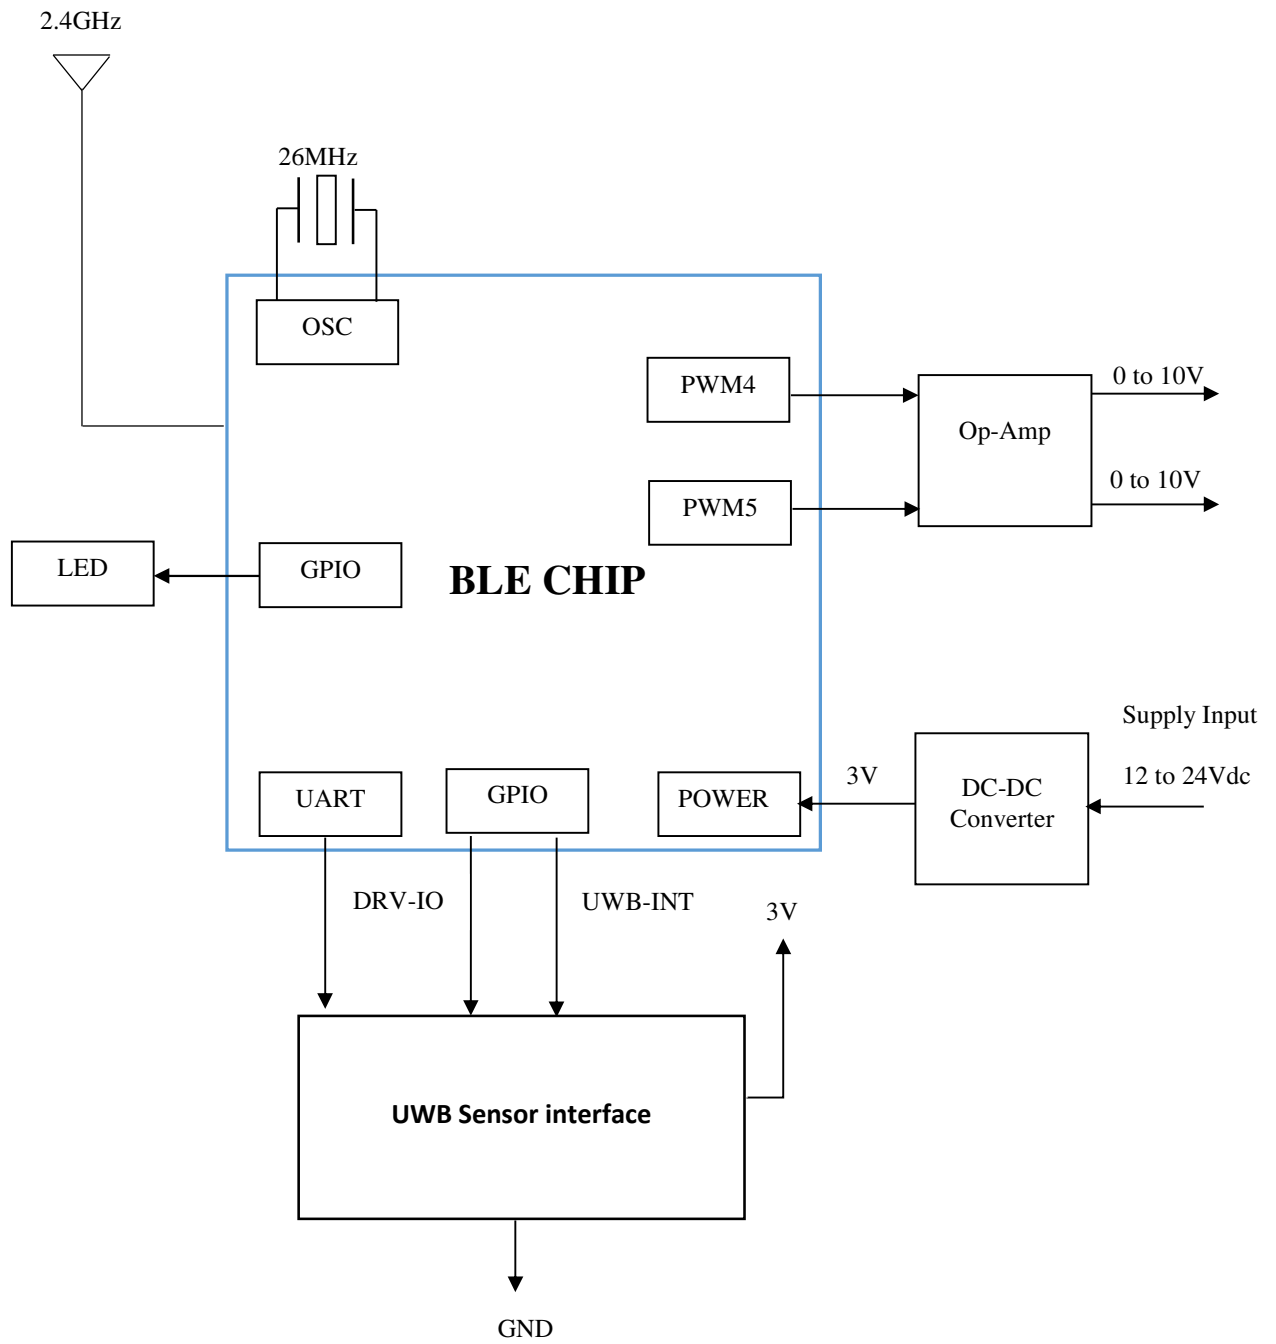 2.4GHz
26MHz
OSC
PWM4
0 to 10V
Op-Amp
0 to 10V
PWM5
LED
GPIO
BLE CHIP
Supply Input
UART
GPIO
POWER
3V
DC-DC
Converter
12 to 24Vdc
DRV-IO
UWB-INT
3V
UWB Sensor interface
GND